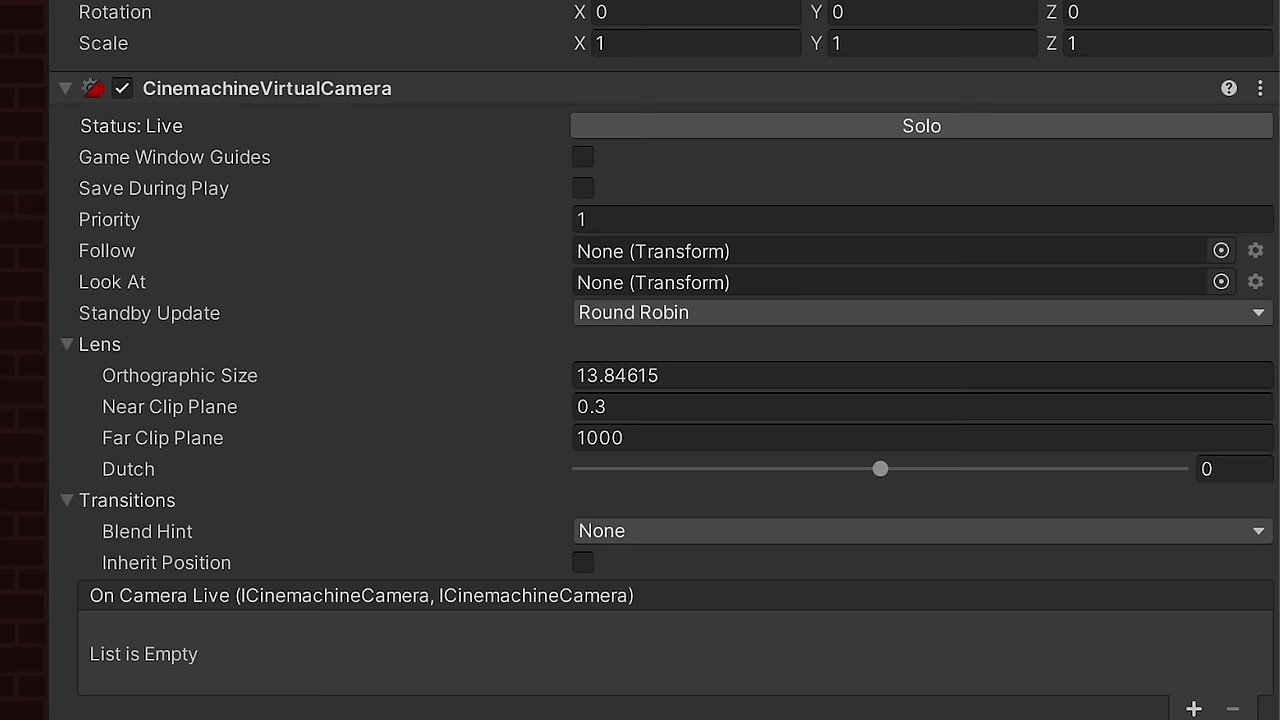 Rotation X 0 Y 0 Z 0
Scale X 1 Y 1 Z 1
CinemachineVirtualCamera
Status: Live Solo
Game Window Guides
Save During Play
Priority 1
Follow None (Transform)
Look At None (Transform)
Standby Update Round Robin
Lens
Orthographic Size 13.84615
Near Clip Plane 0.3
Far Clip Plane 1000
Dutch 0
Transitions
Blend Hint None
Inherit Position
On Camera Live (ICinemachineCamera, ICinemachineCamera)
List is Empty